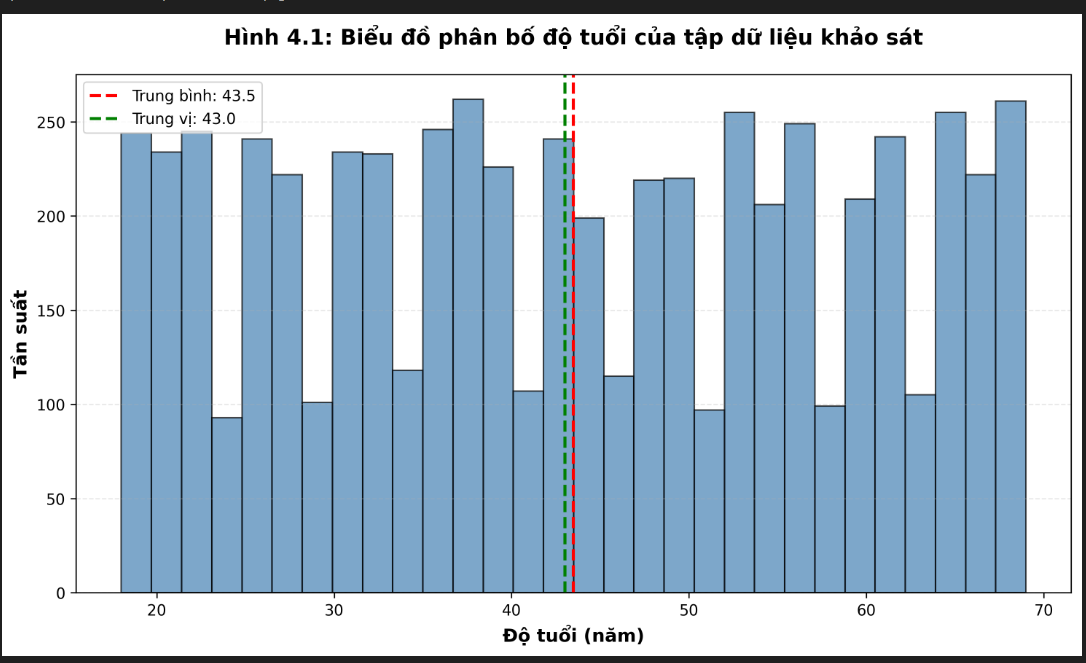 Hình 4.1: Biểu đồ phân bố độ tuổi của tập dữ liệu khảo sát
Trung bình: 43.5
Trung vị: 43.0
Tần suất
250
200
150
100
50
0
20 30 40 50 60 70
Độ tuổi (năm)